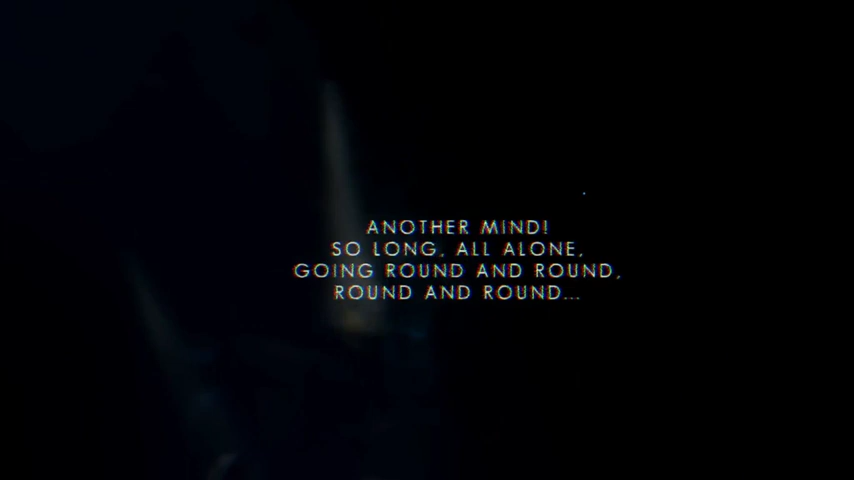 ANOTHER MIND!
SO LONG, ALL ALONE,
GOING ROUND AND ROUND,
ROUND AND ROUND...